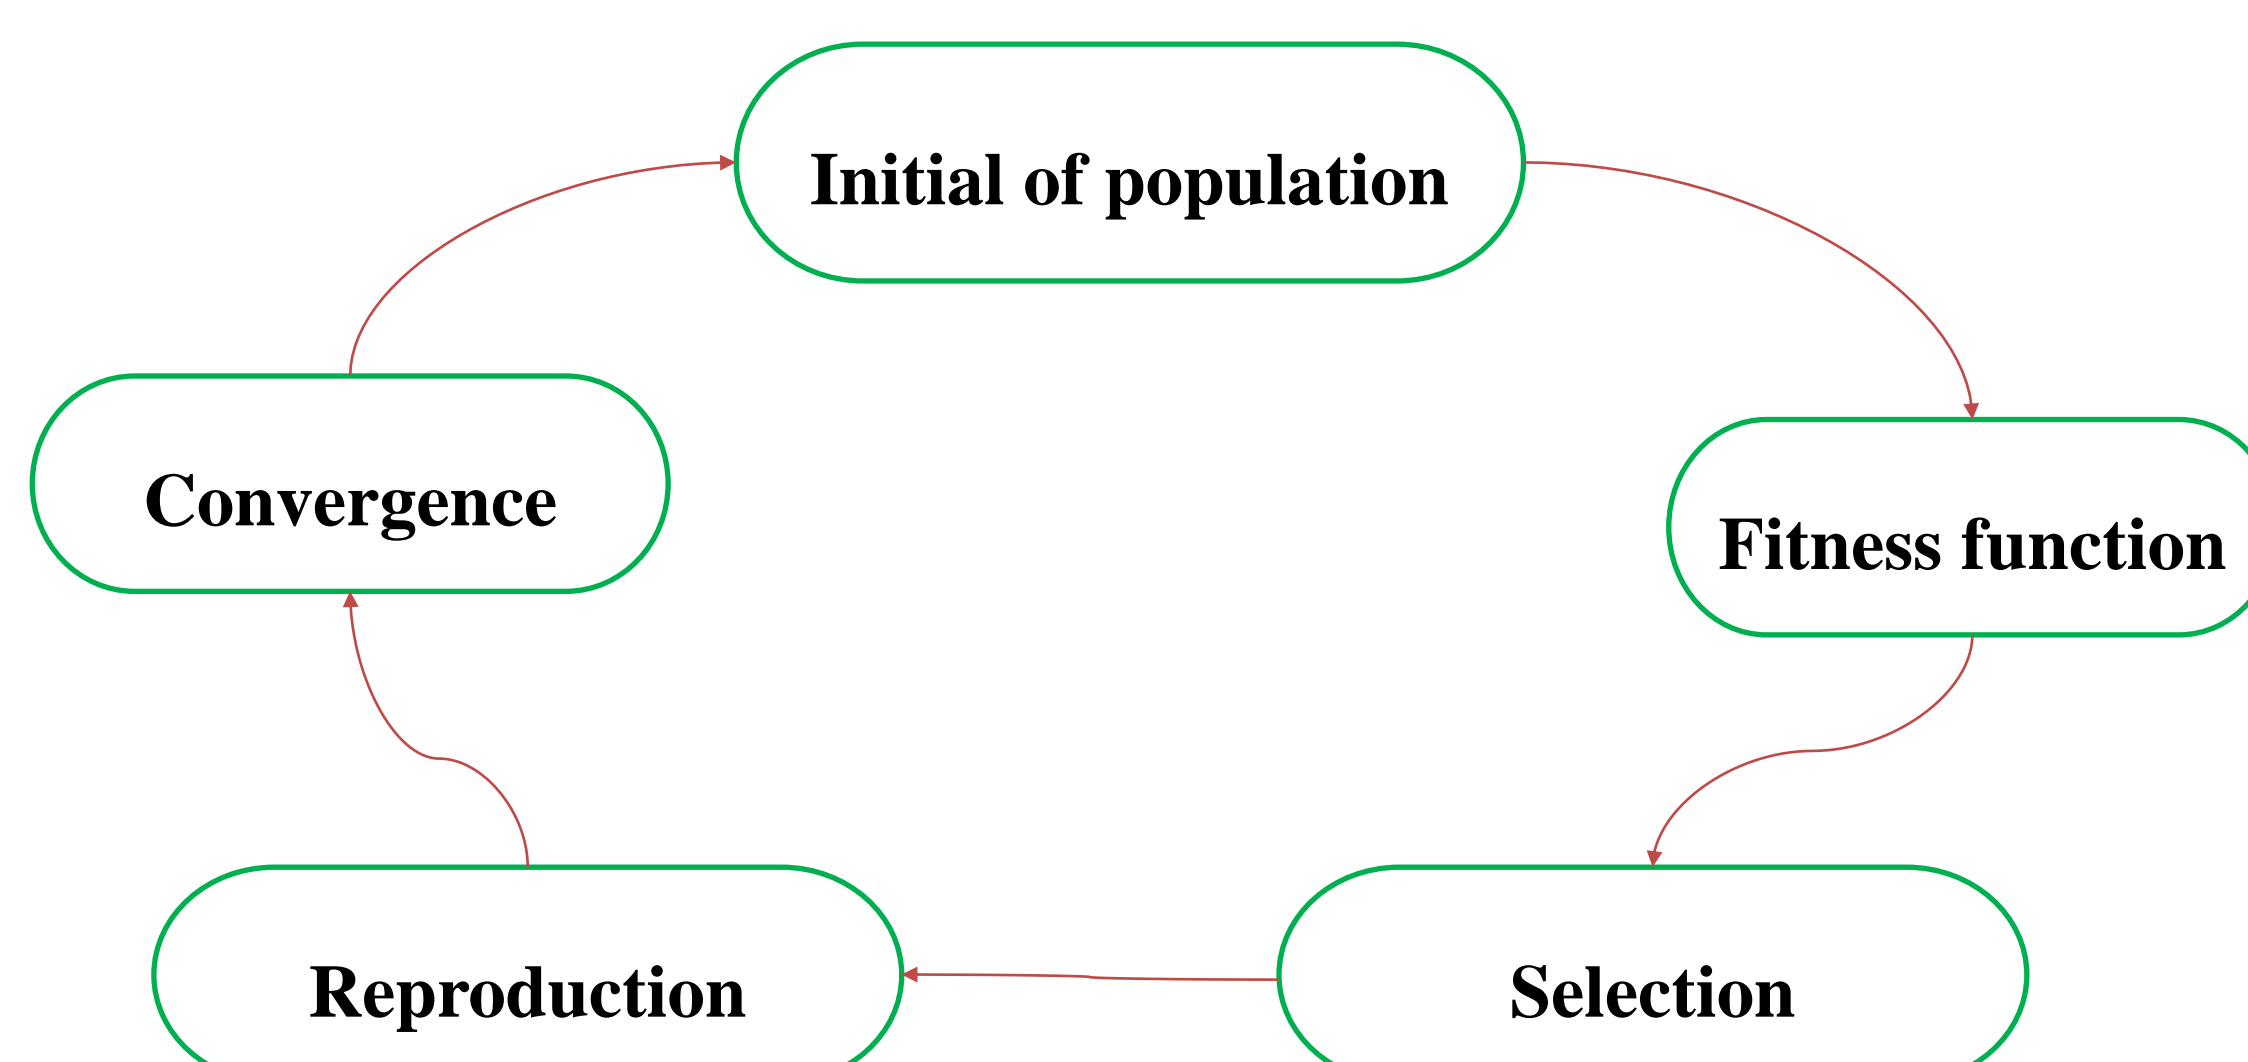 Initial of population
Convergence
Fitness function
Reproduction
Selection